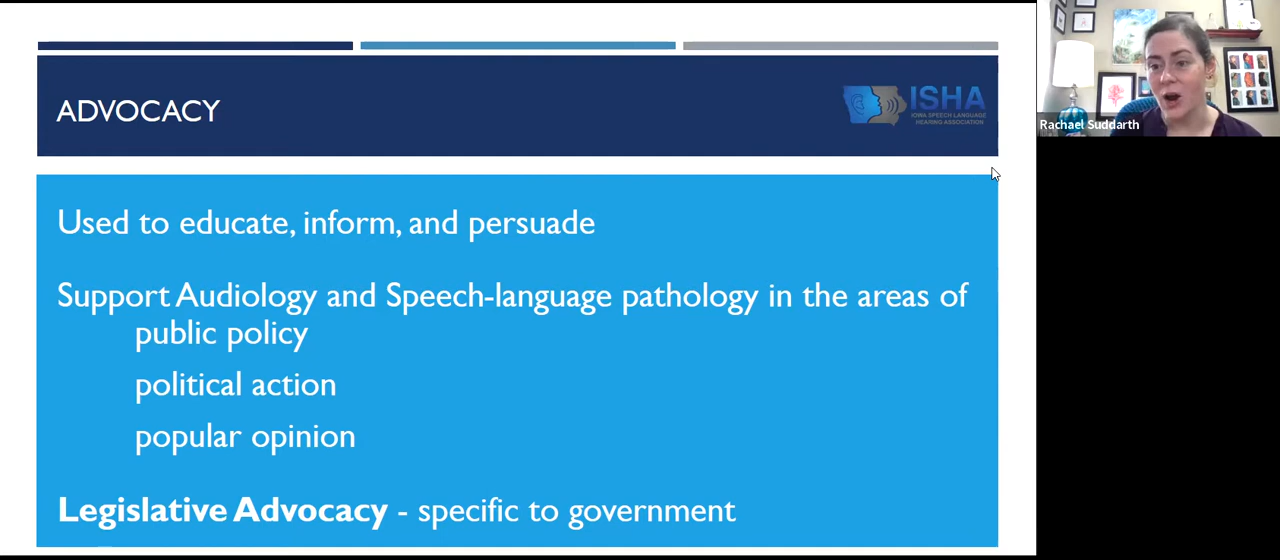 ADVOCACY
ISHA
IOWA SPEECH LANGUAGE
HEARING ASSOCIATION
Rachael Suddarth
Used to educate, inform, and persuade
Support Audiology and Speech-language pathology in the areas of
public policy
political action
popular opinion
Legislative Advocacy - specific to government